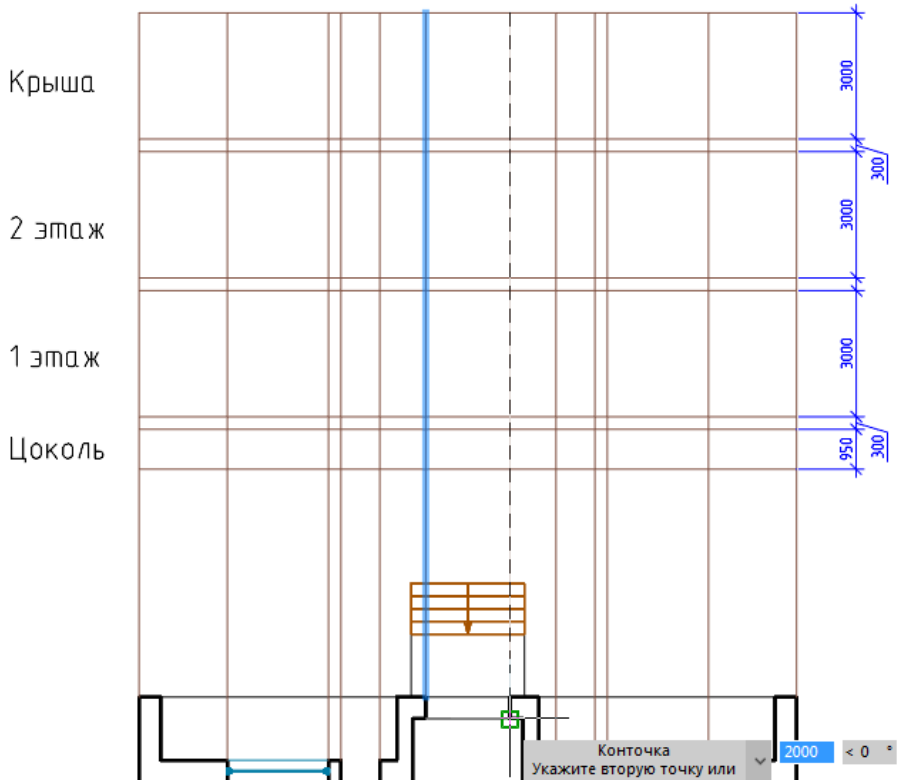 Крыша
3000
300
2 этаж
3000
1 этаж
3000
Цоколь
950
300
Конточка
Укажите вторую точку или
2000
< 0 °